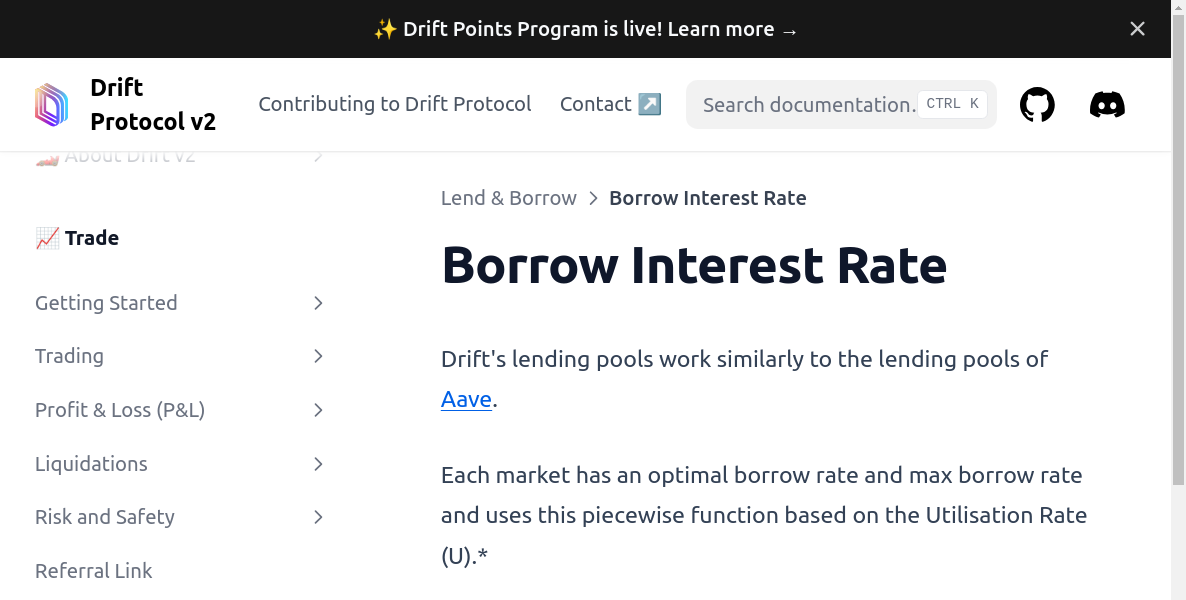 ✨ Drift Points Program is live! Learn more →
Drift
Protocol v2
Contributing to Drift Protocol
Contact ↗️
Search documentation.
CTRL K
About Drift v2
Lend & Borrow > Borrow Interest Rate
📈 Trade
Borrow Interest Rate
Getting Started
Trading
Profit & Loss (P&L)
Liquidations
Risk and Safety
Referral Link
Drift's lending pools work similarly to the lending pools of
Aave.
Each market has an optimal borrow rate and max borrow rate
and uses this piecewise function based on the Utilisation Rate
(U).*